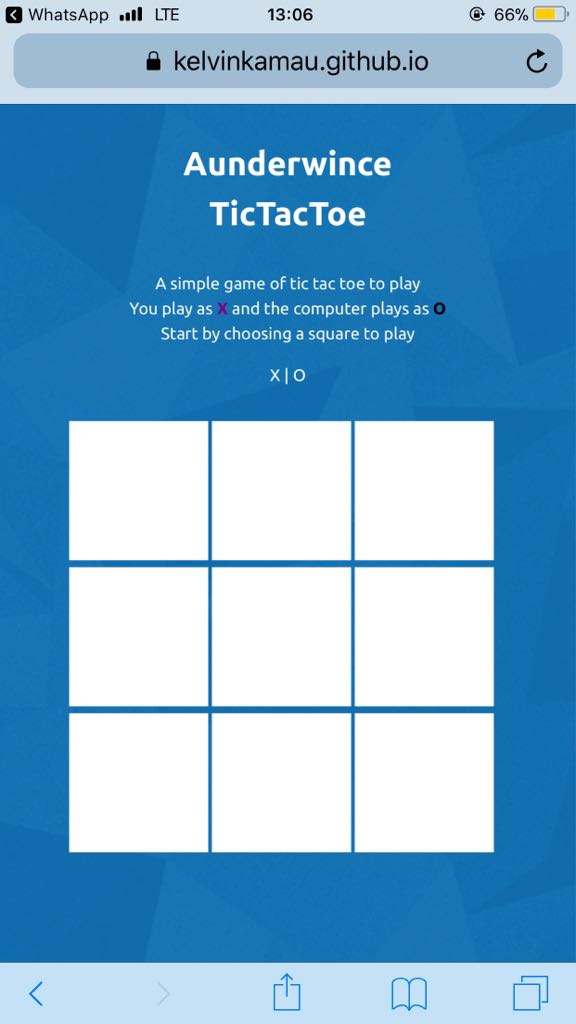 WhatsApp LTE 13:06 66%
kelvinkamau.github.io
Aunderwince
TicTacToe
A simple game of tic tac toe to play
You play as X and the computer plays as O
Start by choosing a square to play
X | O